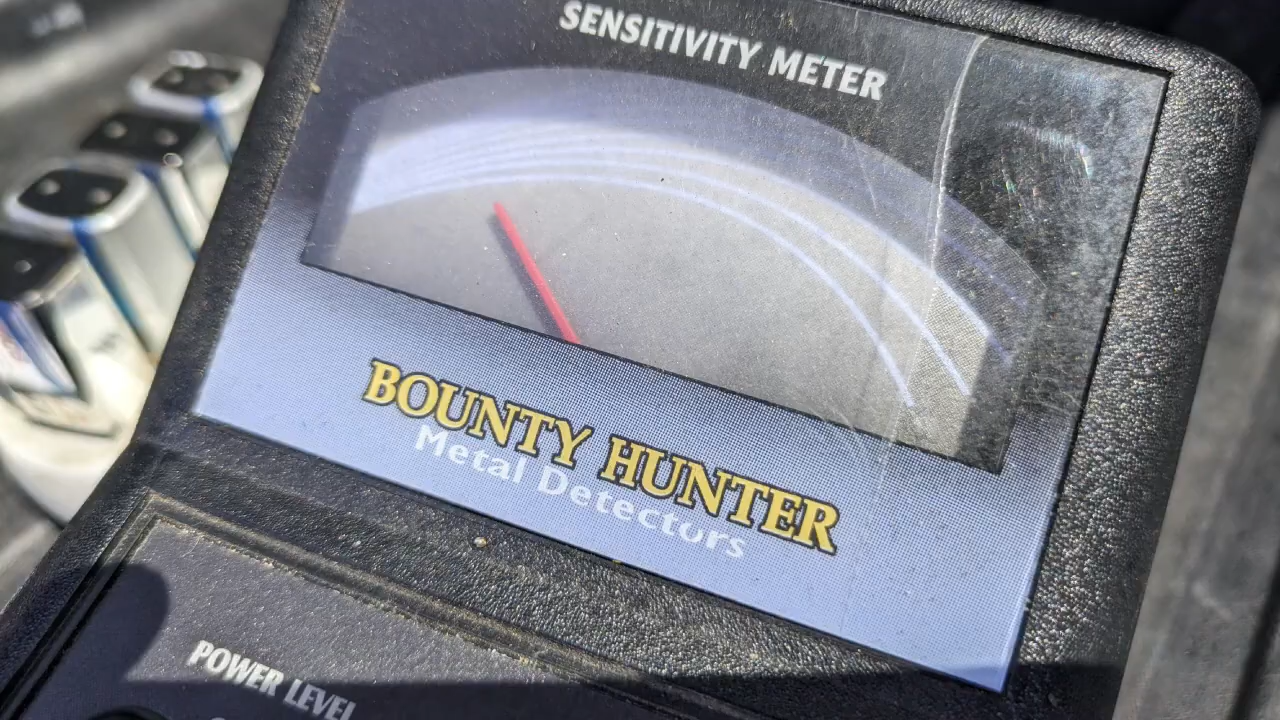 SENSITIVITY METER
BOUNTY HUNTER
Metal Detectors
POWER LEVEL